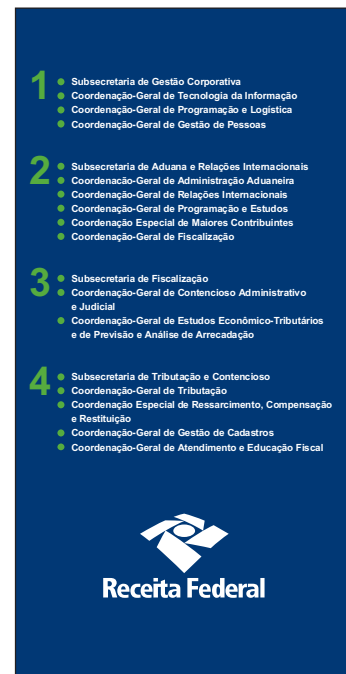 1
Subsecretaria de Gestão Corporativa
Coordenação-Geral de Tecnologia da Informação
Coordenação-Geral de Programação e Logística
Coordenação-Geral de Gestão de Pessoas
2
Subsecretaria de Aduana e Relações Internacionais
Coordenação-Geral de Administração Aduaneira
Coordenação-Geral de Relações Internacionais
Coordenação-Geral de Programação e Estudos
Coordenação Especial de Maiores Contribuintes
Coordenação-Geral de Fiscalização
3
Subsecretaria de Fiscalização
Coordenação-Geral de Contencioso Administrativo
e Judicial
Coordenação-Geral de Estudos Econômico-Tributários
e de Previsão e Análise de Arrecadação
4
Subsecretaria de Tributação e Contencioso
Coordenação-Geral de Tributação
Coordenação Especial de Ressarcimento, Compensação
e Restituição
Coordenação-Geral de Gestão de Cadastros
Coordenação-Geral de Atendimento e Educação Fiscal
Receita Federal